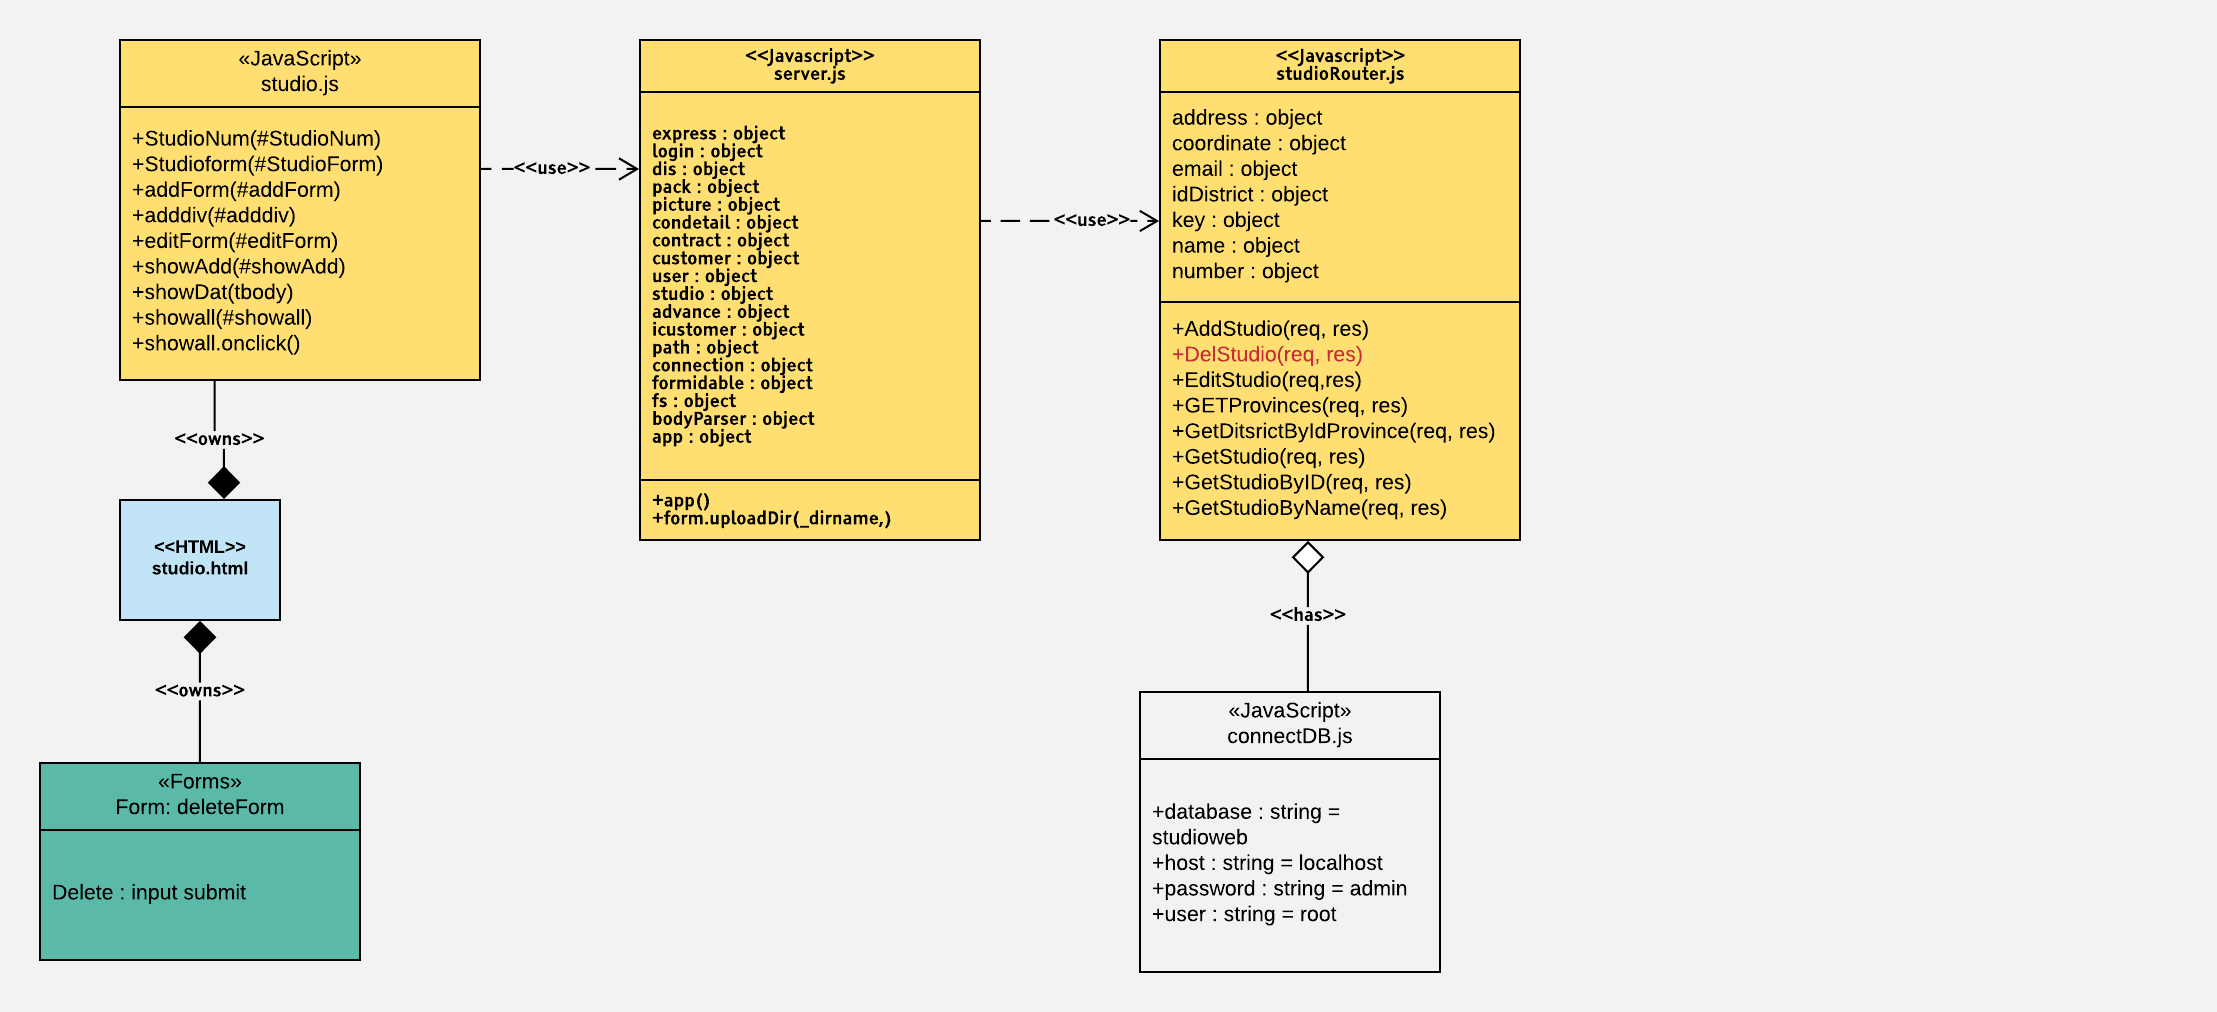 «JavaScript»
studio.js
+StudioNum(#StudioNum)
+Studioform(#StudioForm)
+addForm(#addForm)
+adddiv(#adddiv)
+editForm(#editForm)
+showAdd(#showAdd)
+showDat(tbody)
+showall(#showall)
+showall.onclick()
<<use>>
<<Javascript>>
server.js
express : object
login : object
dis : object
pack : object
picture : object
condetail : object
contract : object
customer : object
user : object
studio : object
advance : object
icustomer : object
path : object
connection : object
formidable : object
fs : object
bodyParser : object
app : object
+app()
+form.uploadDir(_dirname,)
<<use>>
<<Javascript>>
studioRouter.js
address : object
coordinate : object
email : object
idDistrict : object
key : object
name : object
number : object
+AddStudio(req, res)
+DelStudio(req, res)
+EditStudio(req,res)
+GETProvinces(req, res)
+GetDitsrictByIdProvince(req, res)
+GetStudio(req, res)
+GetStudioByID(req, res)
+GetStudioByName(req, res)
<<owns>>
<<HTML>>
studio.html
<<owns>>
«Forms»
Form: deleteForm
Delete : input submit
<<has>>
«JavaScript»
connectDB.js
+database : string =
studioweb
+host : string = localhost
+password : string = admin
+user : string = root